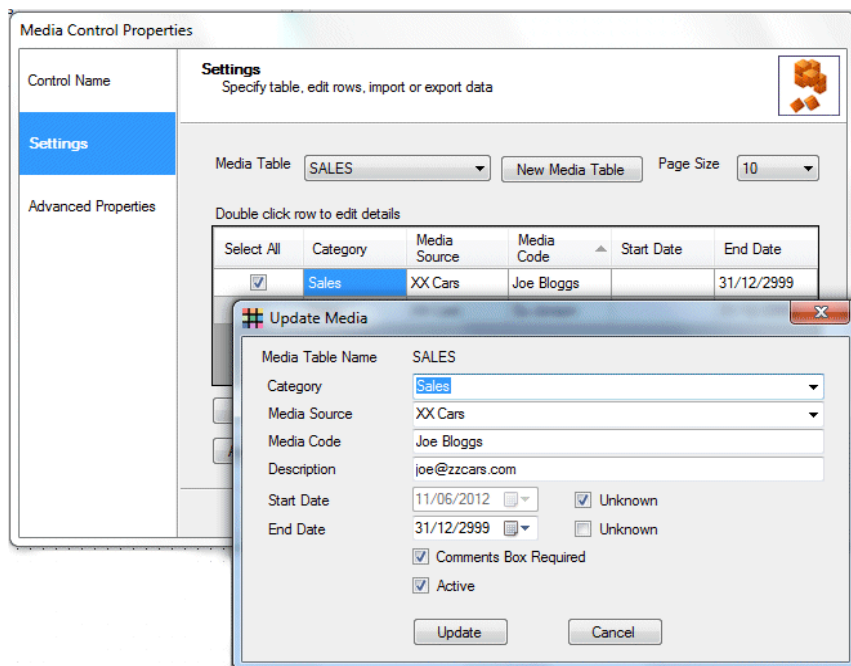 Media Control Properties
Control Name
Settings
Specify table, edit rows, import or export data
Settings
Media Table SALES New Media Table Page Size 10
Advanced Properties
Double click row to edit details
Select All Category Media Source Media Code Start Date End Date
Sales XX Cars Joe Bloggs 31/12/2999
Update Media
Media Table Name SALES
Category Sales
Media Source XX Cars
Media Code Joe Bloggs
Description joe@zzcars.com
Start Date 11/06/2012 Unknown
End Date 31/12/2999 Unknown
Comments Box Required
Active
Update Cancel